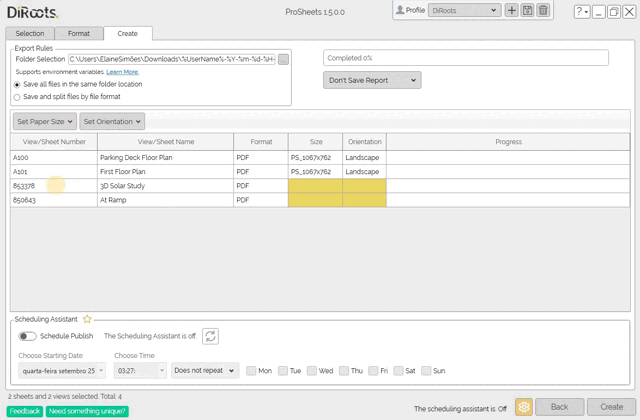 DiRoots.
ProSheets 1.5.0.0
Profile DiRoots
Selection Format Create
Export Rules
Folder Selection C:\Users\ElaineSimões\Downloads\%UserName%-%Y-%m-%d-%H- ...
Supports environment variables. Learn More.
Save all files in the same folder location
Save and split files by file format
Completed 0%
Don't Save Report
Set Paper Size Set Orientation
View/Sheet Number View/Sheet Name Format Size Orientation Progress
A100 Parking Deck Floor Plan PDF PS_1067x762 Landscape
A101 First Floor Plan PDF PS_1067x762 Landscape
853378 3D Solar Study PDF
850643 At Ramp PDF
Scheduling Assistant
Schedule Publish The Scheduling Assistant is off
Choose Starting Date Choose Time
quarta-feira setembro 25 03:27: Does not repeat Mon Tue Wed Thu Fri Sat Sun
2 sheets and 2 views selected. Total: 4
Feedback Need something unique? The scheduling assistant is: Off Back Create